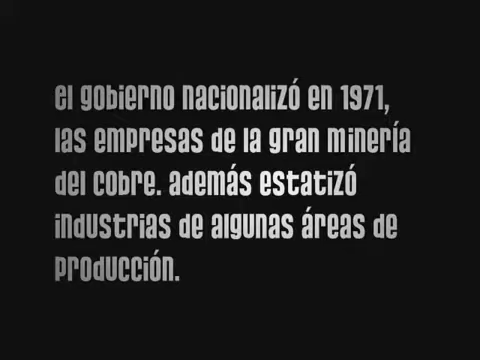 el gobierno nacionalizó en 1971,
las empresas de la gran minería
del cobre. además estatizó
industrias de algunas áreas de
producción.